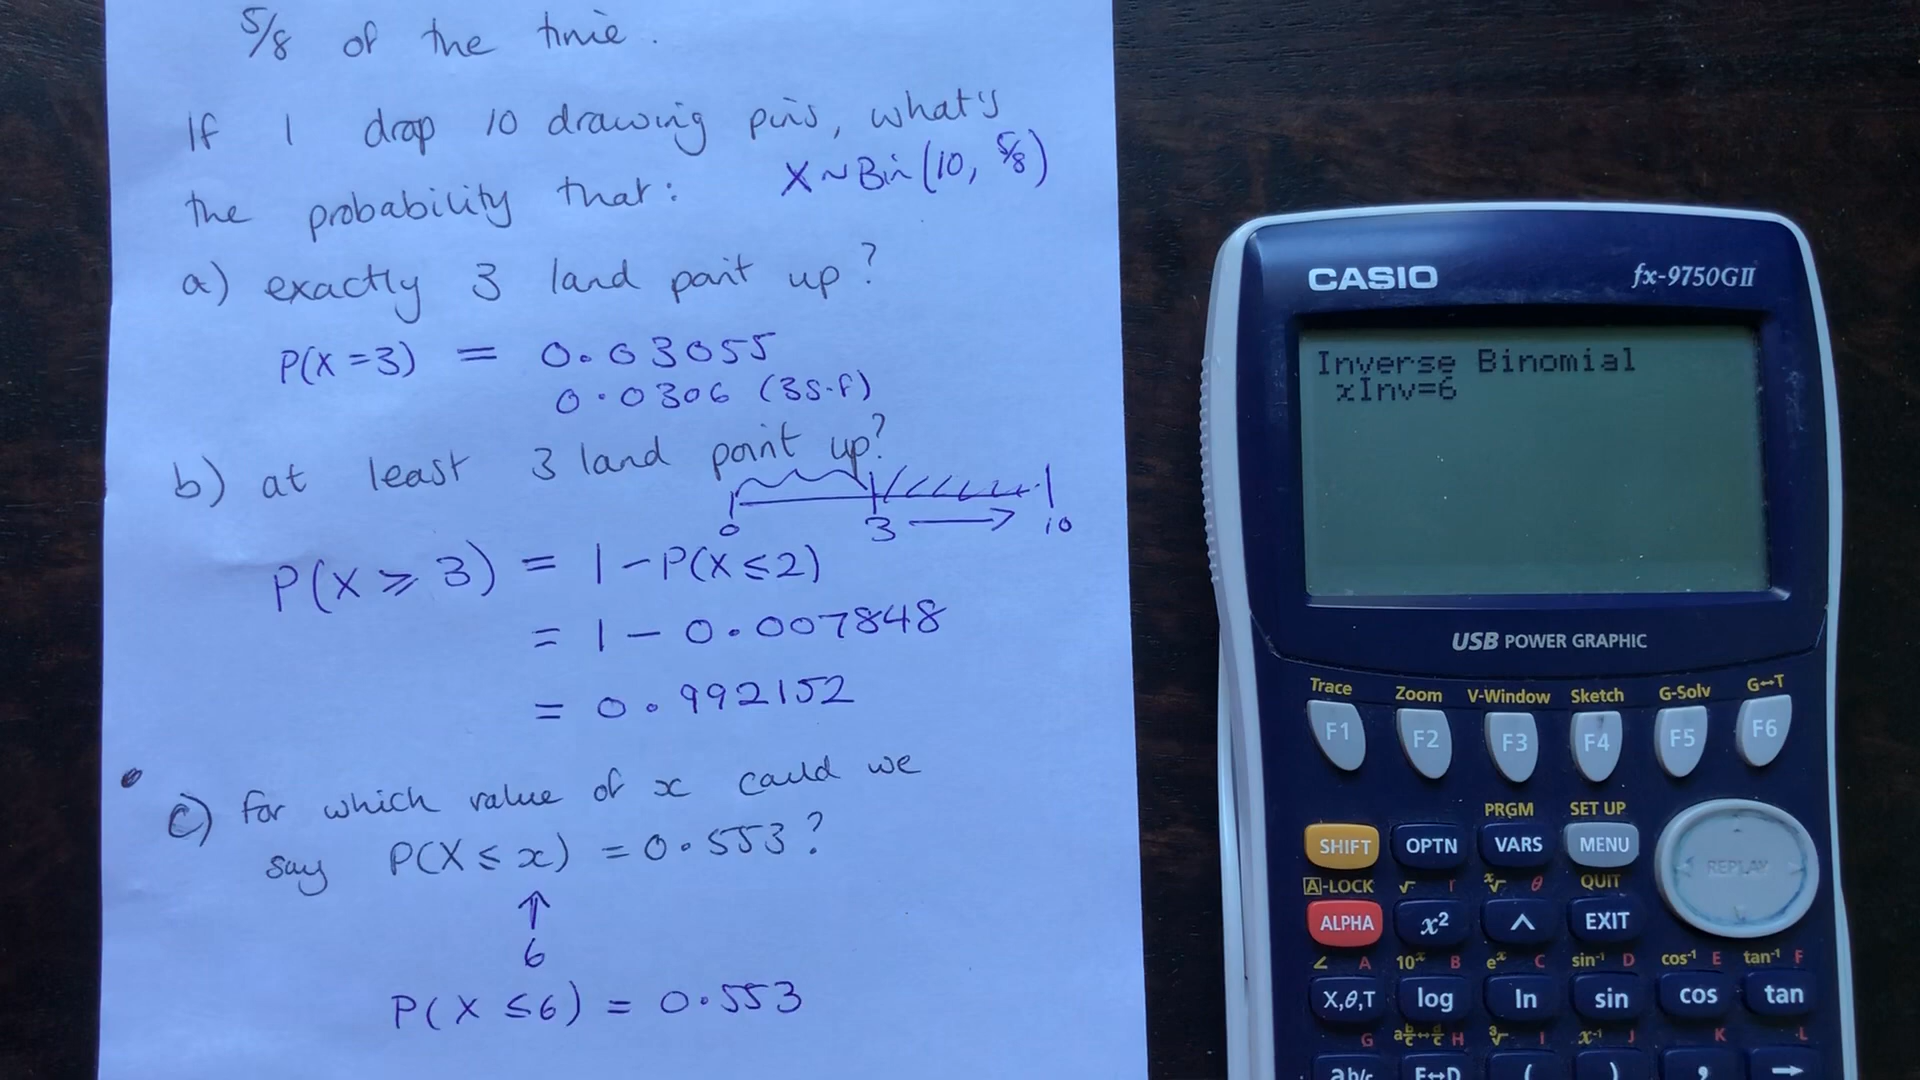 5/8 of the time.
If I drop 10 drawing pins, what's
the probability that:
X ~ Bin(10, 5/8)
a) exactly 3 land point up?
P(X=3) = 0.03055
0.0306 (3s.f)
b) at least 3 land point up?
0 3 10
P(X ⩾ 3) = 1 - P(X ≤ 2)
= 1 - 0.007848
= 0.992152
c) for which value of x could we
say P(X ≤ x) = 0.553?
6
P(X ≤ 6) = 0.553
CASIO fx-9750GII
Inverse Binomial
xInv=6
USB POWER GRAPHIC
Trace Zoom V-Window Sketch G-Solv G↔T
F1 F2 F3 F4 F5 F6
PRGM SET UP
SHIFT OPTN VARS MENU REPLAY
A-LOCK √ r ˣ√ θ QUIT
ALPHA x² ^ EXIT
∠ A 10ˣ B eˣ C sin⁻¹ D cos⁻¹ E tan⁻¹ F
X,θ,T log ln sin cos tan
G a b/c↔d/c H ³√ I x⁻¹ J K L
ab/c F↔D ( ) , →